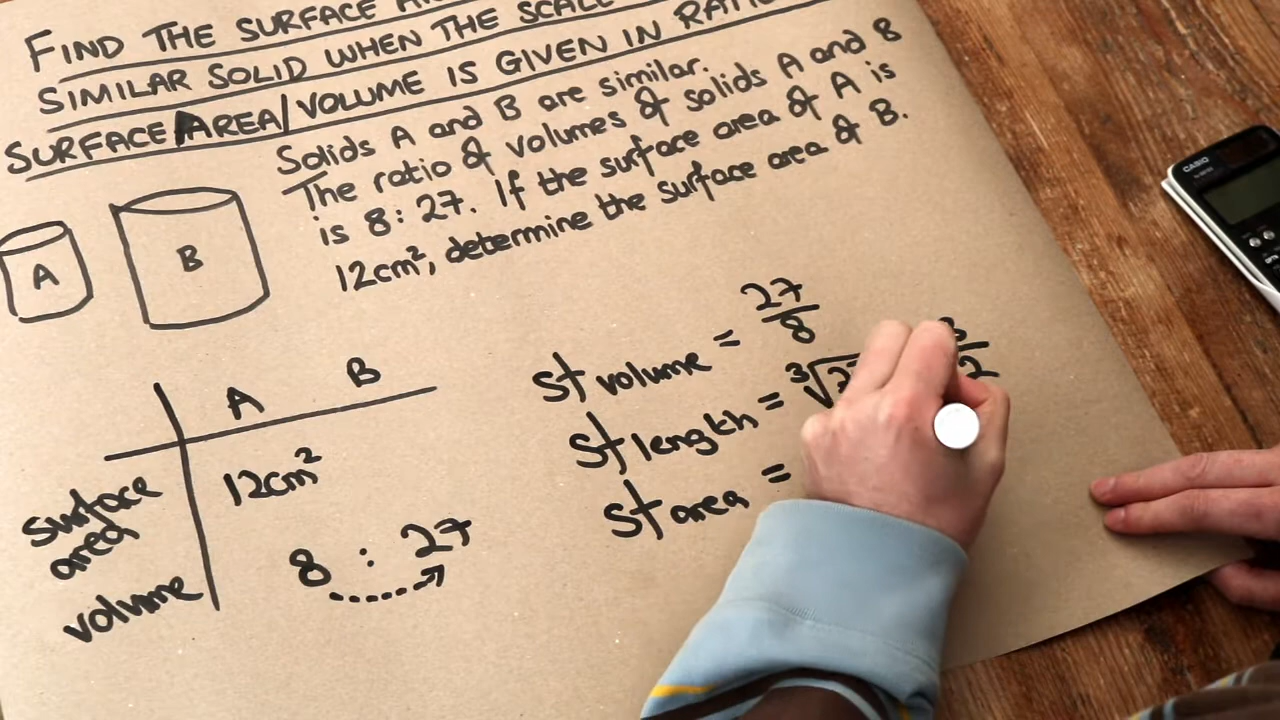 FIND THE SURFACE
SIMILAR SOLID WHEN THE SCALE
SURFACE AREA/VOLUME IS GIVEN IN RATIO
Solids A and B are similar.
The ratio of volumes of solids A and B
is 8:27. If the surface area of A is
12cm², determine the surface area of B.
A
B
A B
surface area 12cm²
volume 8 : 27
sf volume = 27/8
sf length = ∛
sf area =
CASIO